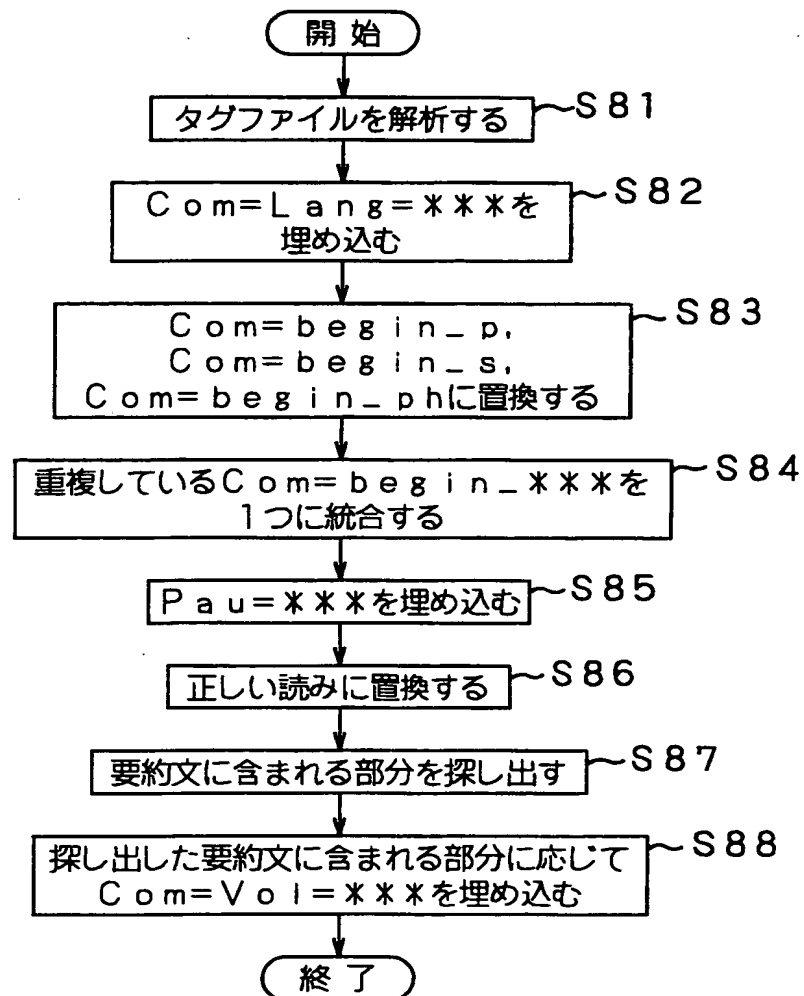 開 始
タグファイルを解析する
S81
Com=Lang=***を
埋め込む
S82
Com=begin_p,
Com=begin_s,
Com=begin_phに置換する
S83
重複しているCom=begin_***を
1つに統合する
S84
Pau=***を埋め込む
S85
正しい読みに置換する
S86
要約文に含まれる部分を探し出す
S87
探し出した要約文に含まれる部分に応じて
Com=Vol=***を埋め込む
S88
終 了